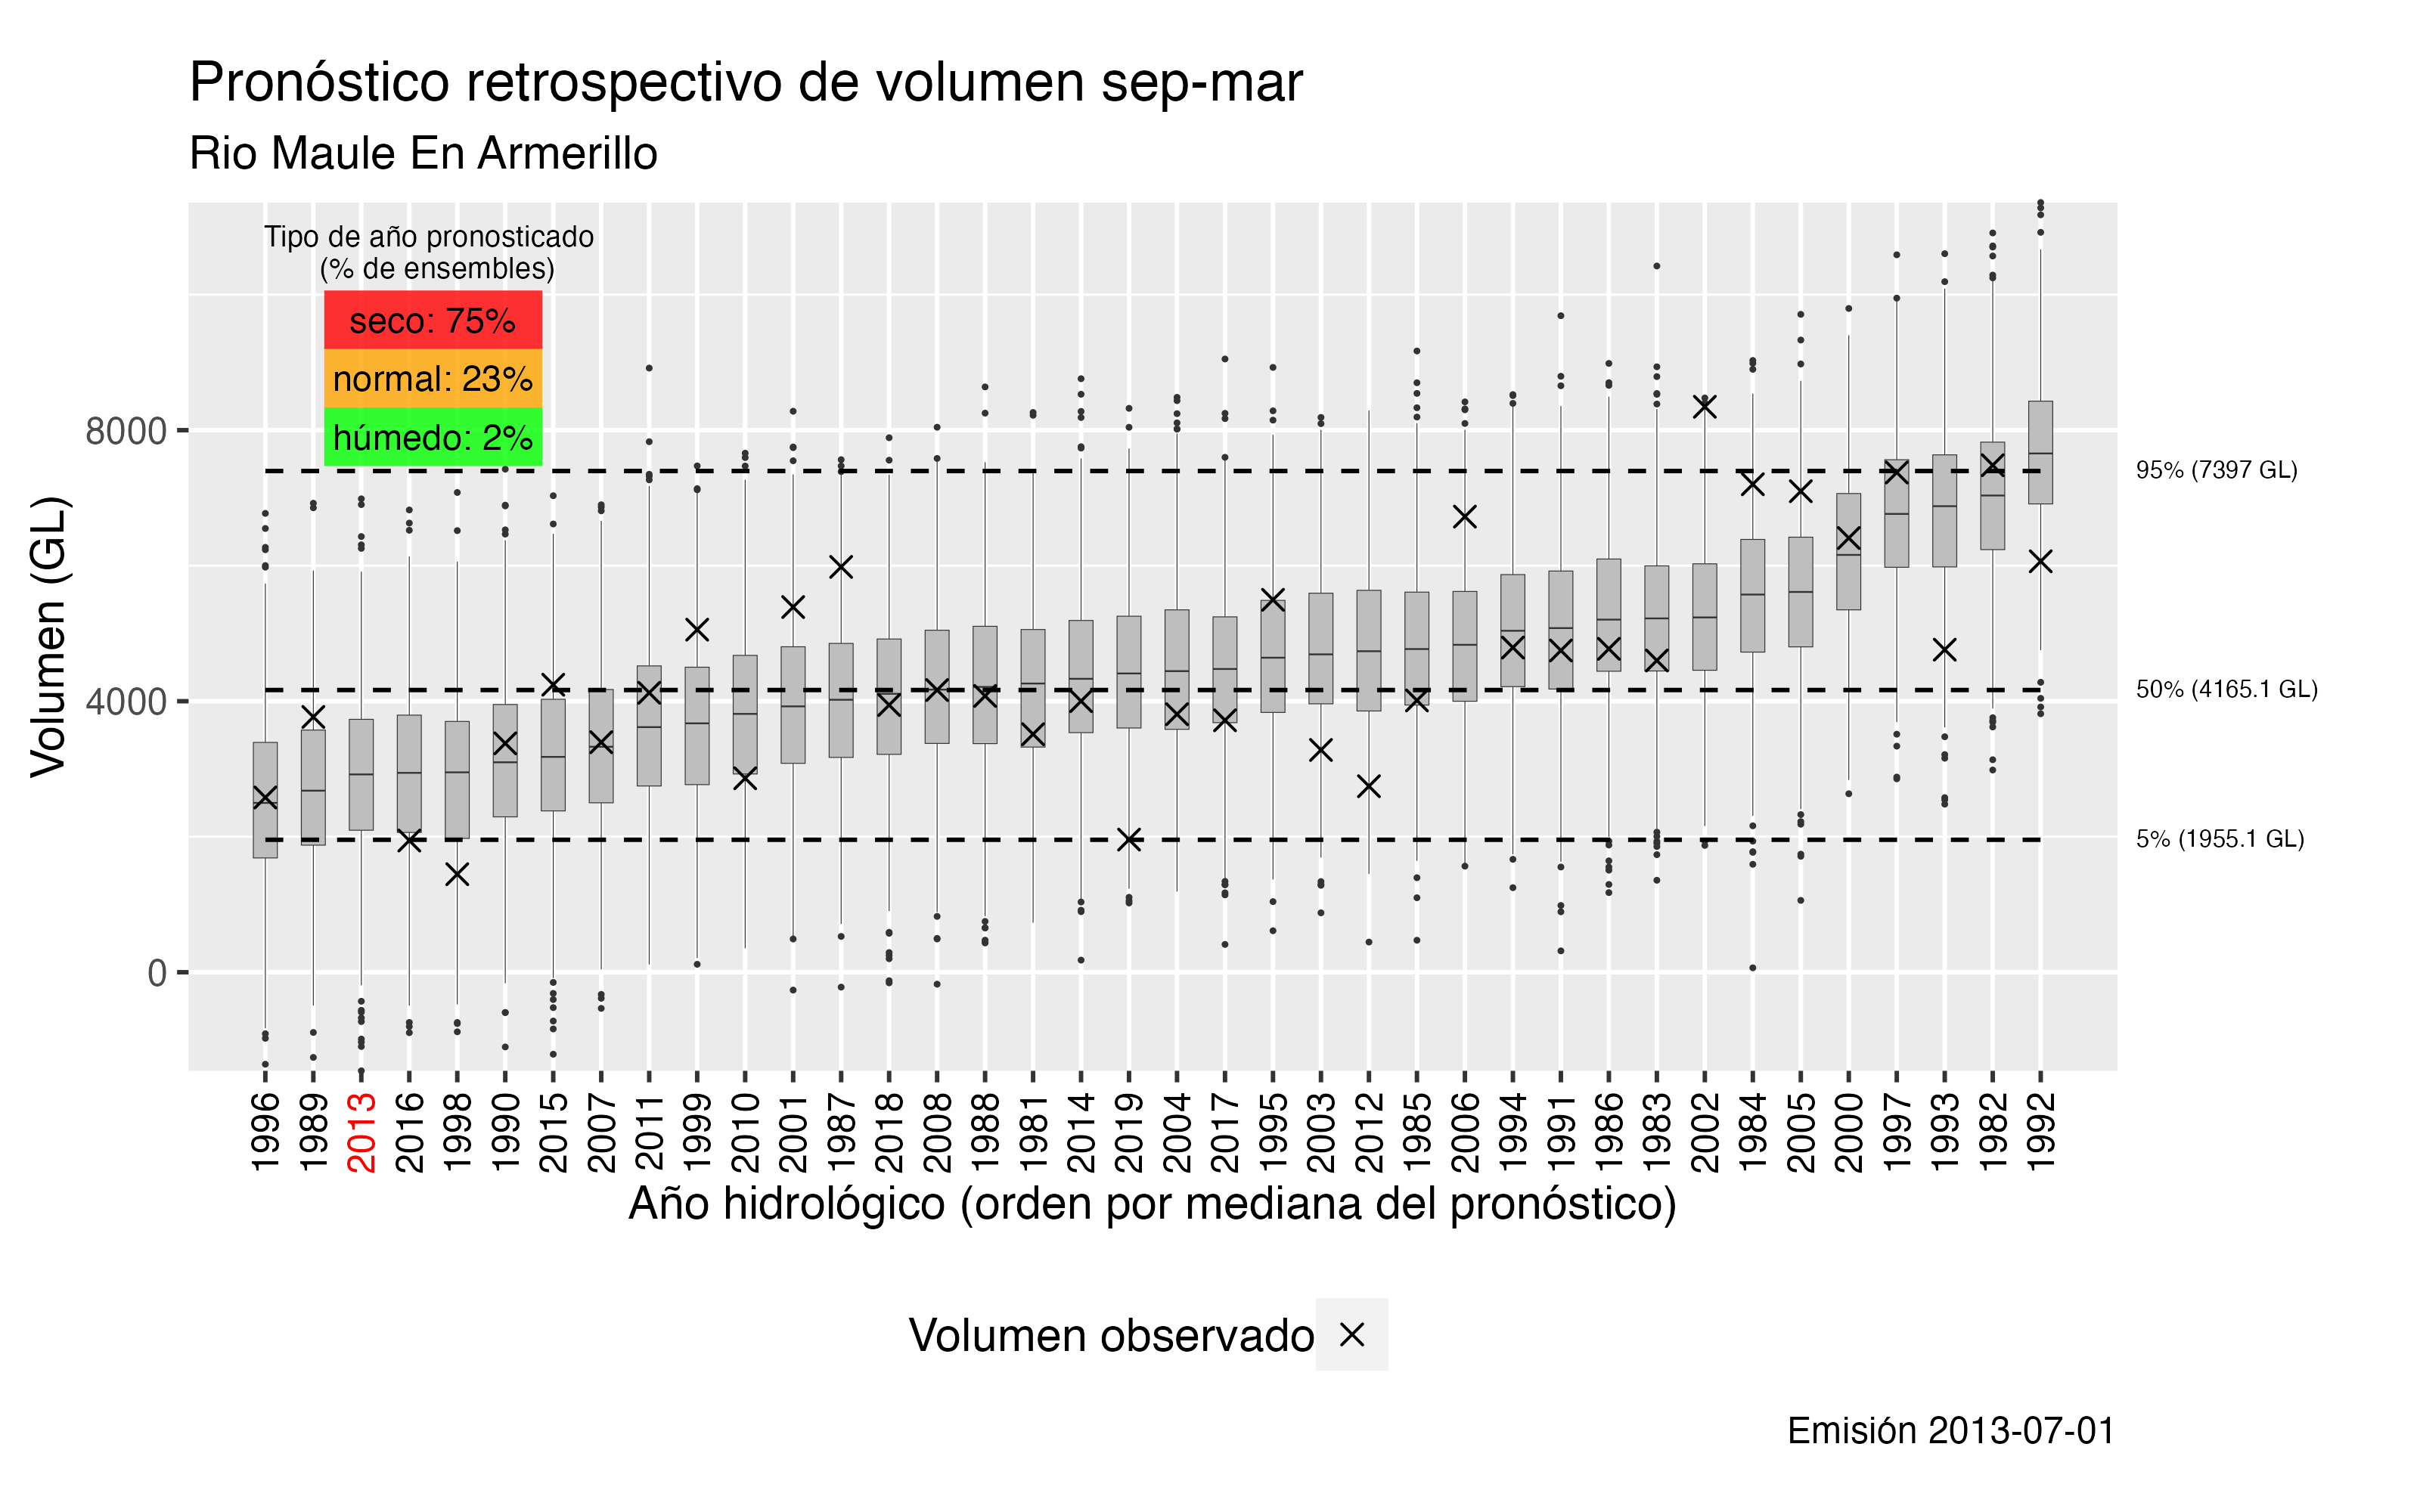 Pronóstico retrospectivo de volumen sep-mar
Rio Maule En Armerillo
Tipo de año pronosticado
(% de ensembles)
seco: 75%
normal: 23%
húmedo: 2%
Volumen (GL)
8000
4000
0
95% (7397 GL)
50% (4165.1 GL)
5% (1955.1 GL)
1996 1989 2013 2016 1998 1990 2015 2007 2011 1999 2010 2001 1987 2018 2008 1988 1981 2014 2019 2004 2017 1995 2003 2012 1985 2006 1994 1991 1986 1983 2002 1984 2005 2000 1997 1993 1982 1992
Año hidrológico (orden por mediana del pronóstico)
Volumen observado
Emisión 2013-07-01